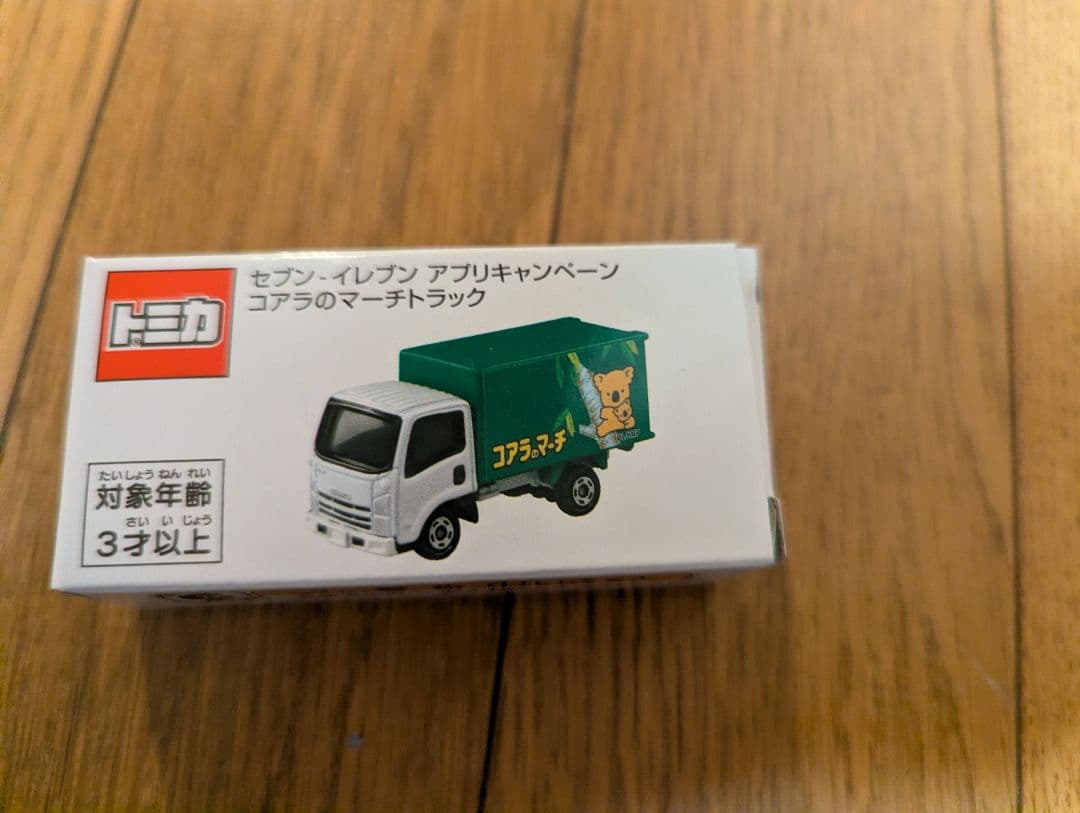 トミカ
セブン-イレブン アプリキャンペーン
コアラのマーチトラック
コアラのマーチ
ISUZU
たいしょう ねん れい
対象年齢
さい い じょう
3才以上